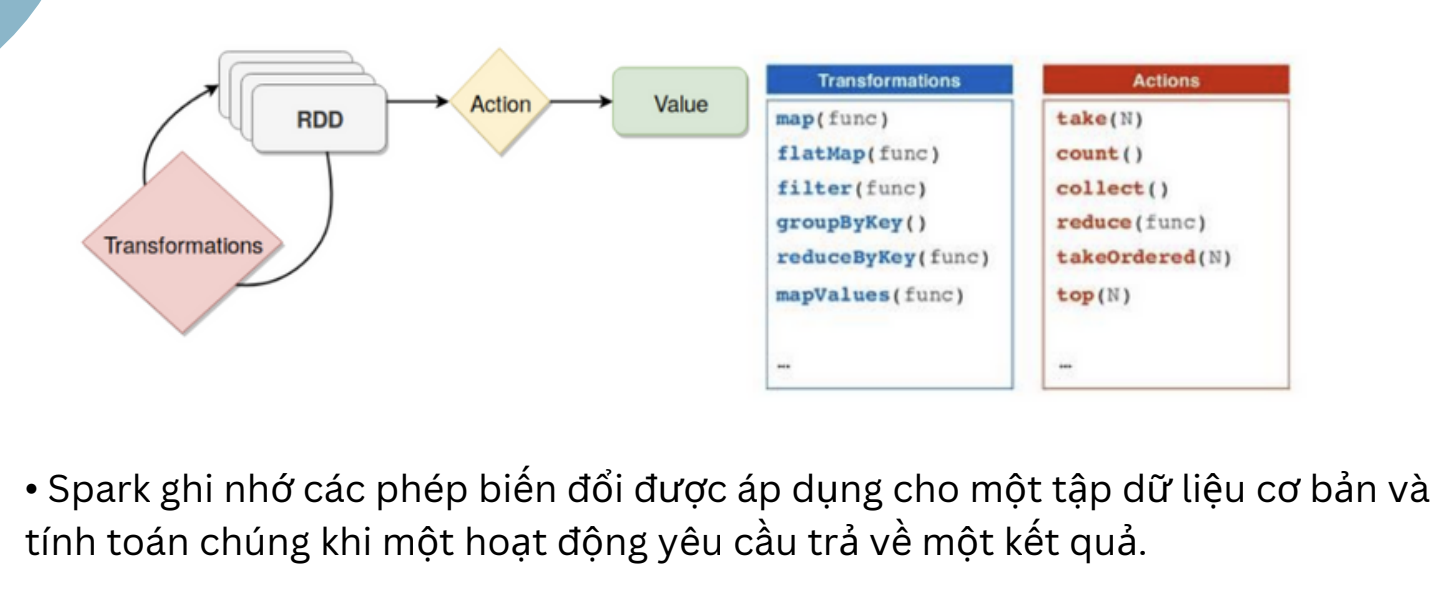 RDD
Action
Value
Transformations
Transformations
map(func)
flatMap(func)
filter(func)
groupByKey()
reduceByKey(func)
mapValues(func)
...
Actions
take(N)
count()
collect()
reduce(func)
takeOrdered(N)
top(N)
...
• Spark ghi nhớ các phép biến đổi được áp dụng cho một tập dữ liệu cơ bản và
tính toán chúng khi một hoạt động yêu cầu trả về một kết quả.